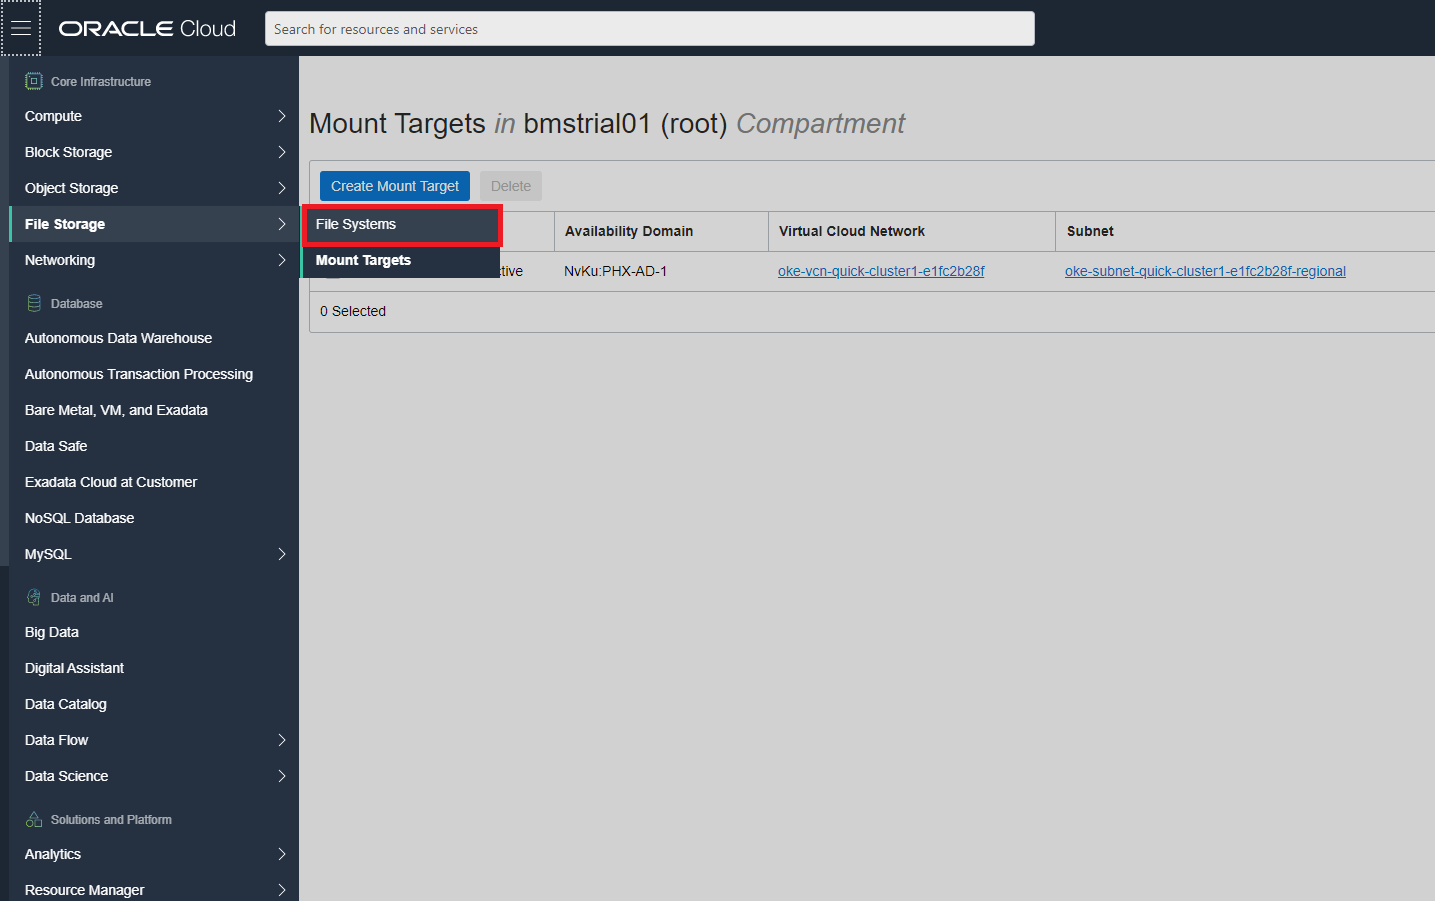 ORACLE Cloud
Search for resources and services
Core Infrastructure
Compute
Block Storage
Object Storage
File Storage
Networking
Database
Autonomous Data Warehouse
Autonomous Transaction Processing
Bare Metal, VM, and Exadata
Data Safe
Exadata Cloud at Customer
NoSQL Database
MySQL
Data and AI
Big Data
Digital Assistant
Data Catalog
Data Flow
Data Science
Solutions and Platform
Analytics
Resource Manager
File Systems
Mount Targets
Mount Targets in bmstrial01 (root) Compartment
Create Mount Target Delete
Availability Domain Virtual Cloud Network Subnet
NvKu:PHX-AD-1 oke-vcn-quick-cluster1-e1fc2b28f oke-subnet-quick-cluster1-e1fc2b28f-regional
0 Selected